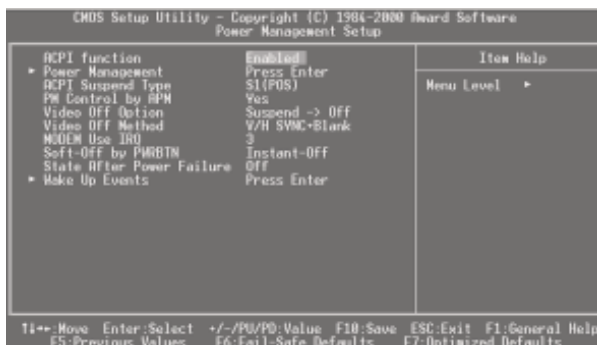 CMOS Setup Utility - Copyright (C) 1984-2000 Award Software
Power Management Setup
ACPI function Enabled
► Power Management Press Enter
ACPI Suspend Type S1(POS)
PM Control by APM Yes
Video Off Option Suspend -> Off
Video Off Method V/H SYNC+Blank
MODEM Use IRQ 3
Soft-Off by PWRBTN Instant-Off
State After Power Failure Off
► Wake Up Events Press Enter
Item Help
Menu Level ►
↑↓→←:Move Enter:Select +/-/PU/PD:Value F10:Save ESC:Exit F1:General Help
F5:Previous Values F6:Fail-Safe Defaults F7:Optimized Defaults